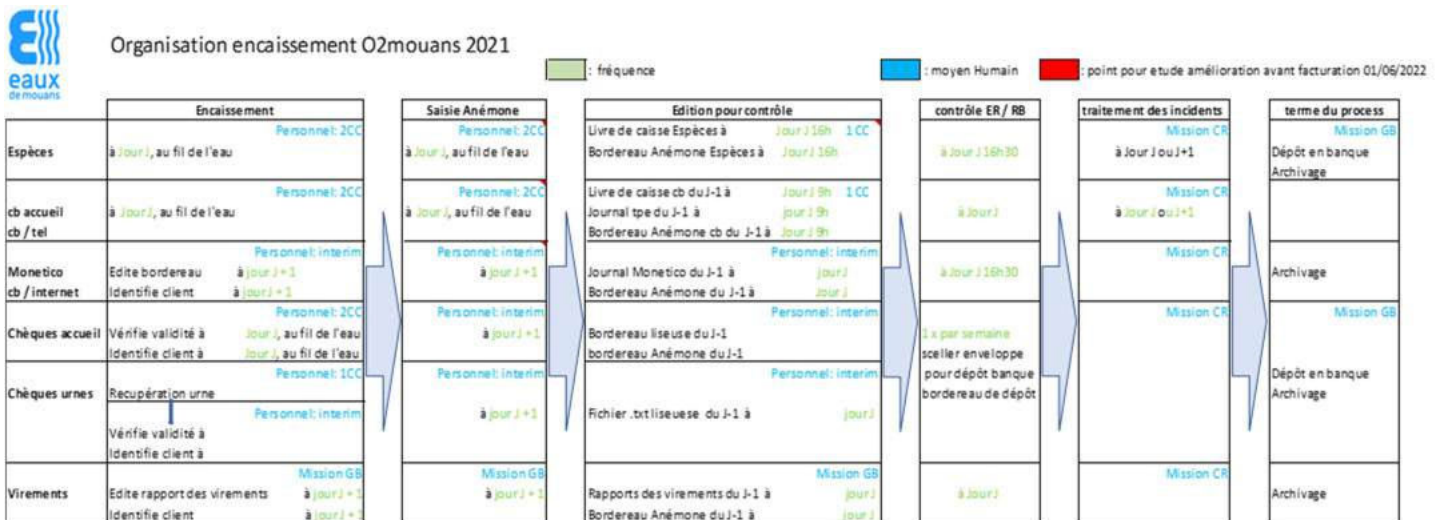 eaux
de mouans
Organisation encaissement O2mouans 2021
: fréquence
: moyen Humain
: point pour etude amélioration avant facturation 01/06/2022
Encaissement
Saisie Anémone
Edition pour contrôle
contrôle ER / RB
traitement des incidents
terme du process
Espèces
Personnel: 2CC
à Jour J, au fil de l'eau
Personnel: 2CC
à Jour J, au fil de l'eau
Livre de caisse Espèces à Jour J 16h 1 CC
Bordereau Anémone Espèces à Jour J 16h
à Jour J 16h30
Mission CR
à Jour J ou J+1
Mission GB
Dépôt en banque
Archivage
cb accueil
cb / tel
Personnel: 2CC
à Jour J, au fil de l'eau
Personnel: 2CC
à Jour J, au fil de l'eau
Livre de caisse cb du J-1 à Jour J 9h 1 CC
Journal tpe du J-1 à jour J 9h
Bordereau Anémone cb du J-1 à Jour J 9h
à Jour J
Mission CR
à Jour J ou J+1
Monetico
cb / internet
Personnel: interim
Edite bordereau à jour J + 1
Identifie client à jour J + 1
Personnel: interim
à jour J + 1
Personnel: interim
Journal Monetico du J-1 à jour J
Bordereau Anémone du J-1 à Jour J
à Jour J 16h30
Mission CR
Archivage
Chèques accueil
Personnel: 2CC
Vérifie validité à Jour J, au fil de l'eau
Identifie client à Jour J, au fil de l'eau
Personnel: interim
à jour J + 1
Personnel: interim
Bordereau liseuse du J-1
bordereau Anémone du J-1
1 x par semaine
sceller enveloppe
pour dépôt banque
bordereau de dépôt
Mission CR
Mission GB
Dépôt en banque
Archivage
Chèques urnes
Personnel: 1CC
Recupération urne
Personnel: interim
Vérifie validité à
Identifie client à
Personnel: interim
à jour J + 1
Personnel: interim
Fichier .txt liseuese du J-1 à jour J
Virements
Mission GB
Edite rapport des virements à jour J + 1
Identifie client à jour J + 1
Mission GB
à jour J + 1
Mission GB
Rapports des virements du J-1 à jour J
Bordereau Anémone du J-1 à jour J
à Jour J
Mission CR
Archivage